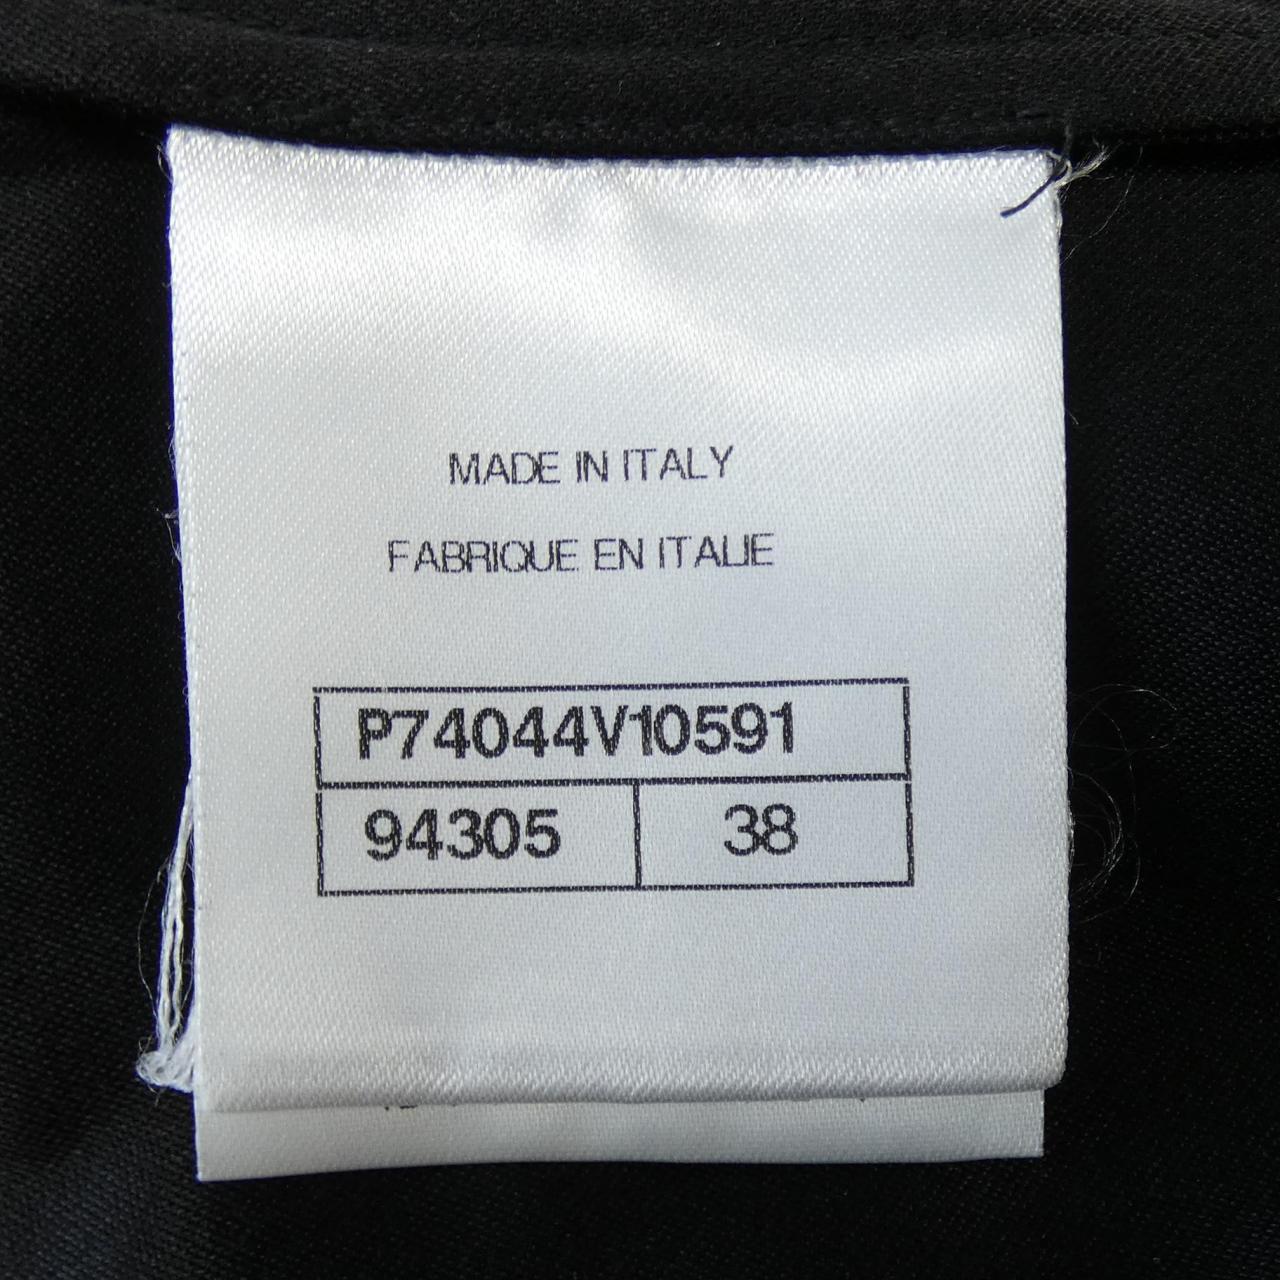 MADE IN ITALY
FABRIQUE EN ITALIE
P74044V10591
94305 38